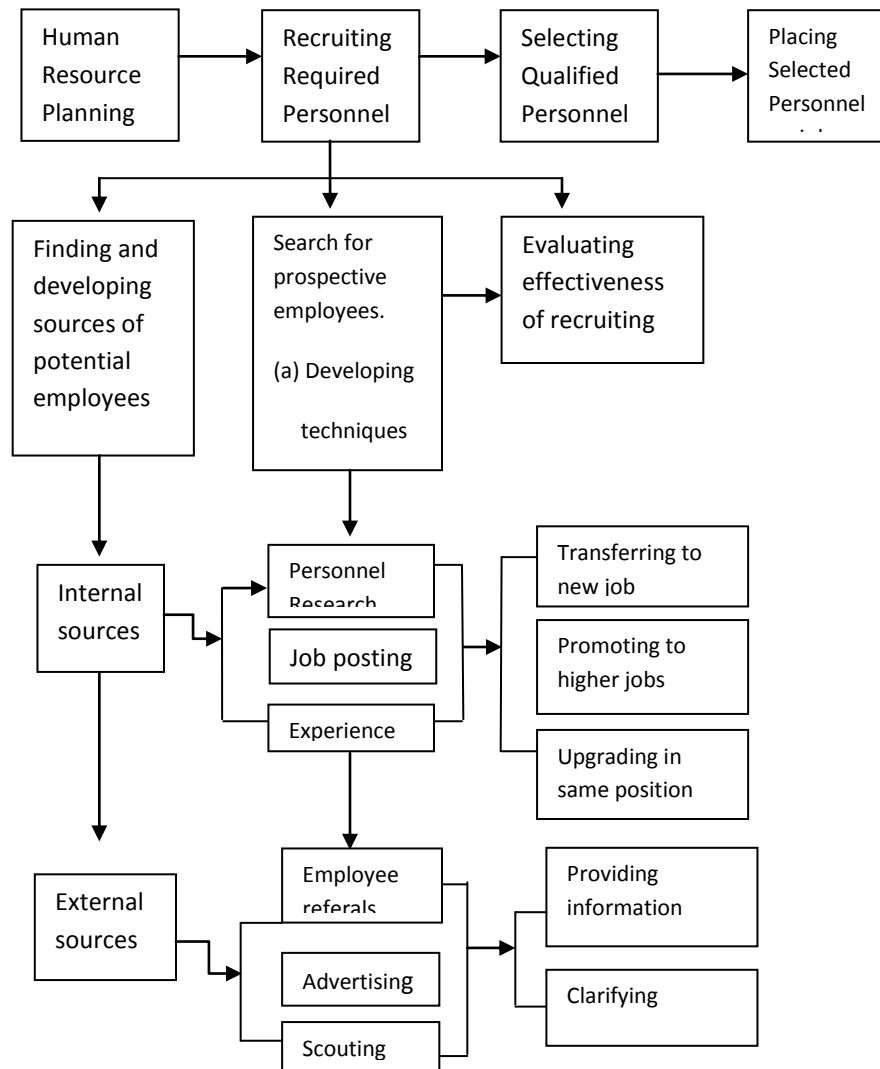 Human
Resource
Planning
Recruiting
Required
Personnel
Selecting
Qualified
Personnel
Placing
Selected
Personnel
Finding and
developing
sources of
potential
employees
Search for
prospective
employees.
(a) Developing
techniques
Evaluating
effectiveness
of recruiting
Internal
sources
Personnel
Research
Job posting
Experience
Transferring to
new job
Promoting to
higher jobs
Upgrading in
same position
External
sources
Employee
referals
Advertising
Scouting
Providing
information
Clarifying